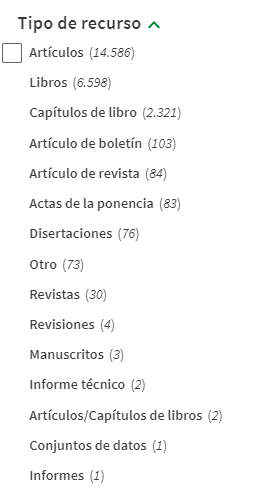 Tipo de recurso
Artículos (14.586)
Libros (6.598)
Capítulos de libro (2.321)
Artículo de boletín (103)
Artículo de revista (84)
Actas de la ponencia (83)
Disertaciones (76)
Otro (73)
Revistas (30)
Revisiones (4)
Manuscritos (3)
Informe técnico (2)
Artículos/Capítulos de libros (2)
Conjuntos de datos (1)
Informes (1)